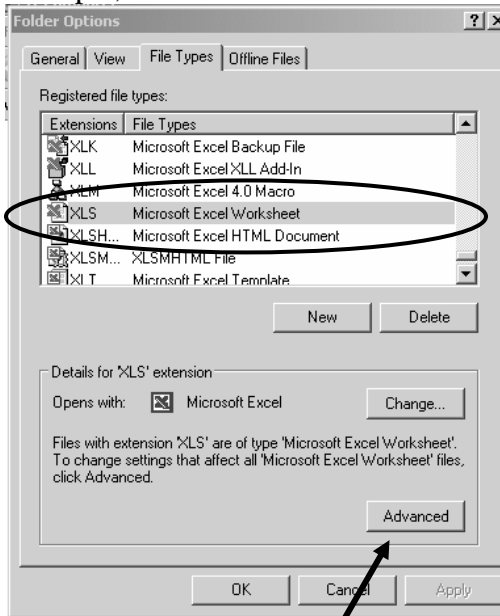 Folder Options
General View File Types Offline Files
Registered file types:
Extensions File Types
XLK Microsoft Excel Backup File
XLL Microsoft Excel XLL Add-In
XLM Microsoft Excel 4.0 Macro
XLS Microsoft Excel Worksheet
XLSH... Microsoft Excel HTML Document
XLSM... XLSMHTML File
XLT Microsoft Excel Template
New Delete
Details for 'XLS' extension
Opens with: Microsoft Excel Change...
Files with extension 'XLS' are of type 'Microsoft Excel Worksheet'.
To change settings that affect all 'Microsoft Excel Worksheet' files,
click Advanced.
Advanced
OK Cancel Apply